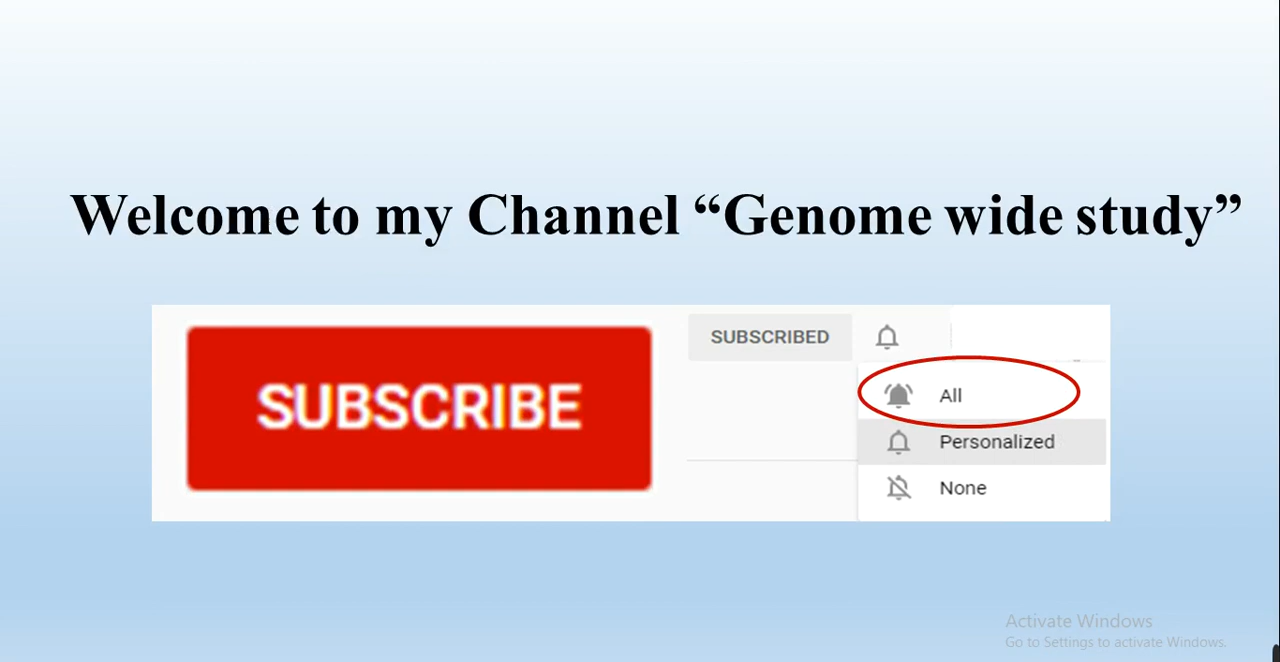 Welcome to my Channel “Genome wide study”
SUBSCRIBE
SUBSCRIBED
All
Personalized
None
Activate Windows
Go to Settings to activate Windows.